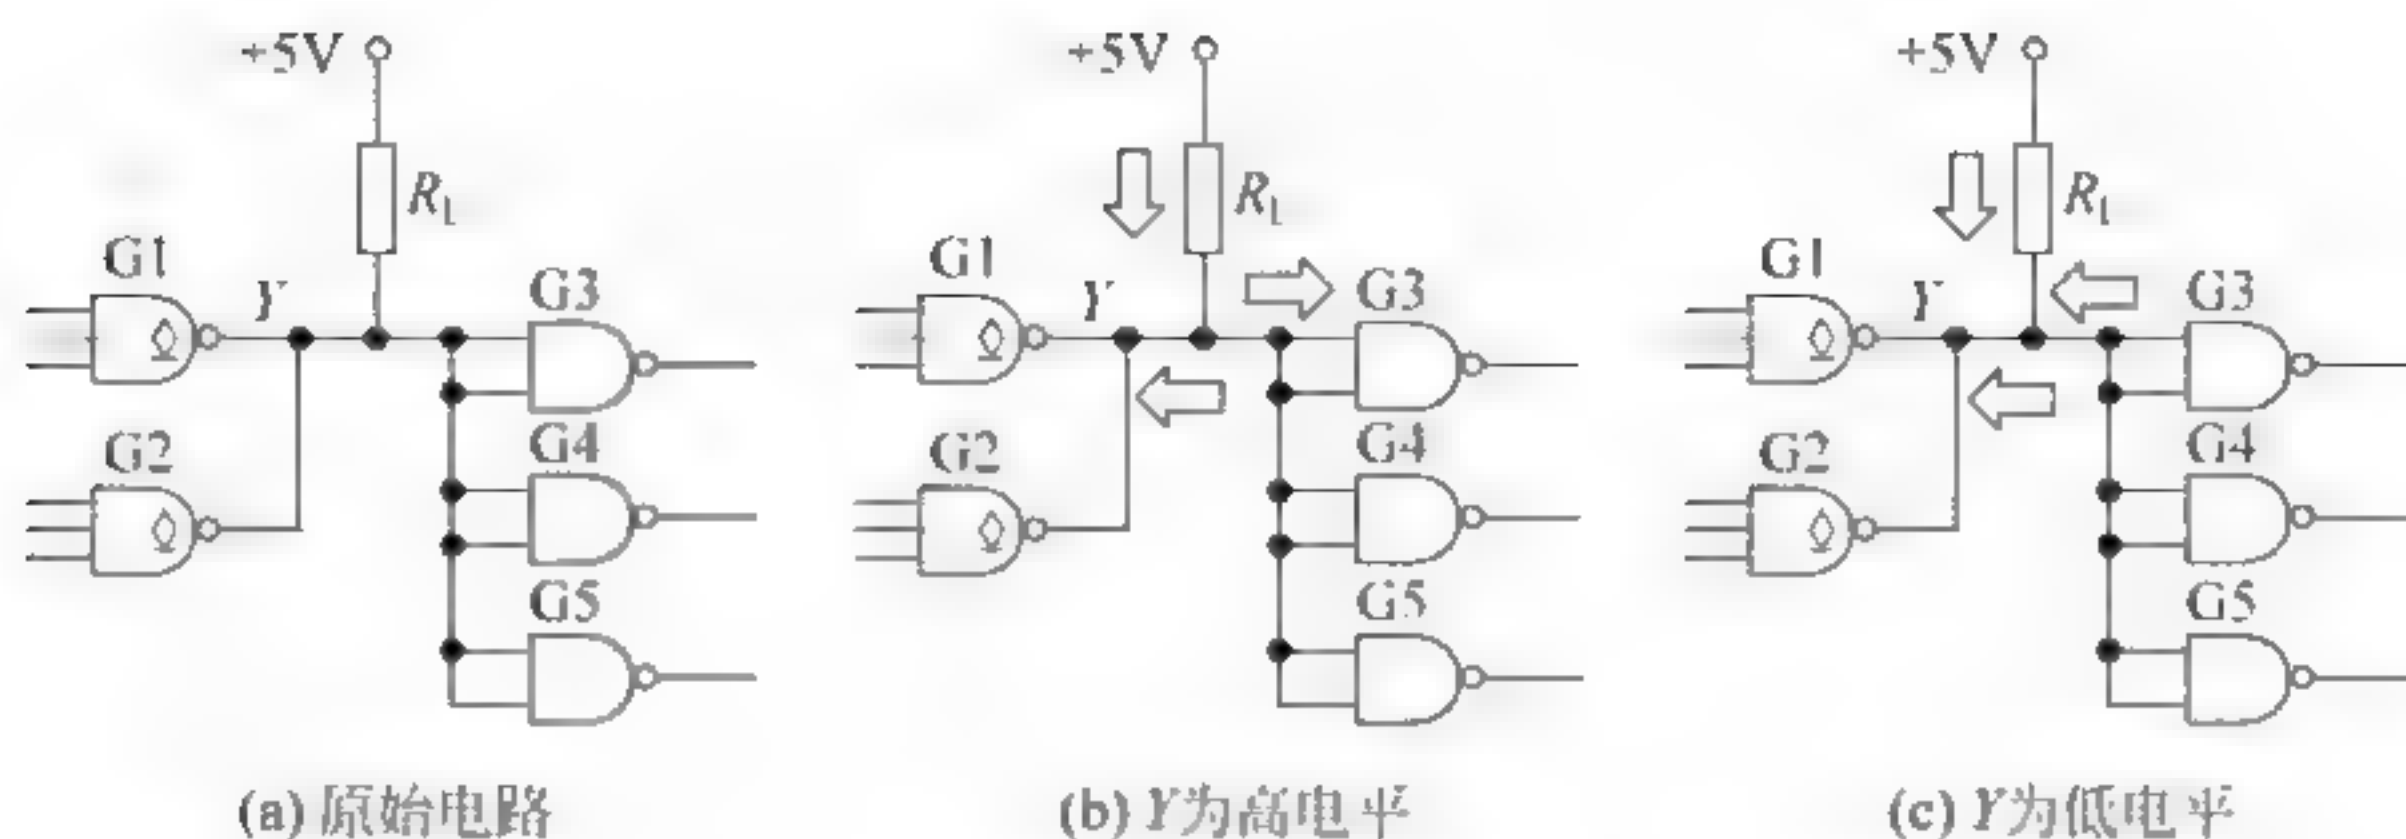 +5V +5V +5V
R_L R_L R_L
G1 G1 G1
Y G3 Y G3 Y G3
G2 G4 G2 G4 G2 G4
G5 G5 G5
(a) 原始电路 (b) Y为高电平 (c) Y为低电平